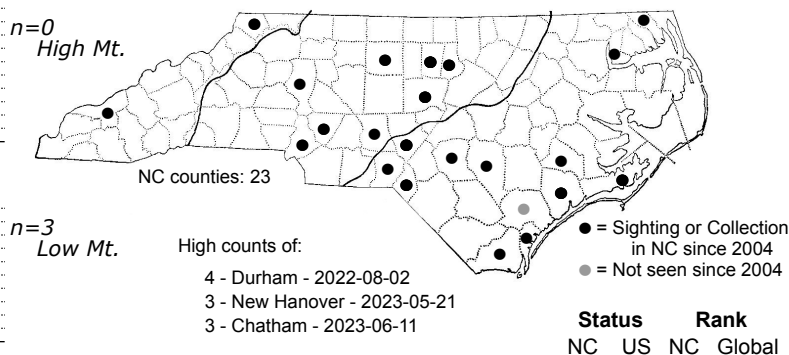 n=0
High Mt.
NC counties: 23
n=3
Low Mt.
High counts of:
4 - Durham - 2022-08-02
3 - New Hanover - 2023-05-21
3 - Chatham - 2023-06-11
= Sighting or Collection
in NC since 2004
= Not seen since 2004
Status Rank
NC US NC Global